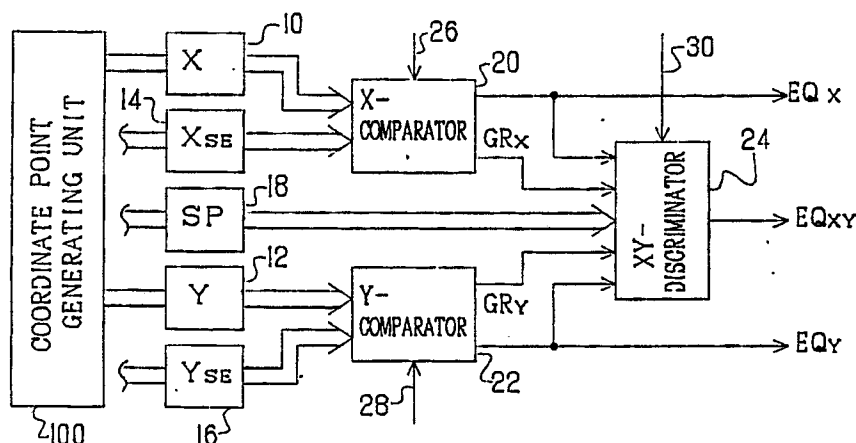 10
26
30
X
20
EQX
14
X-
COMPARATOR
XSE
GRX
24
COORDINATE POINT
GENERATING UNIT
18
SP
XY-
DISCRIMINATOR
EQXY
12
Y
Y-
COMPARATOR
GRY
YSE
EQY
22
28
100
16